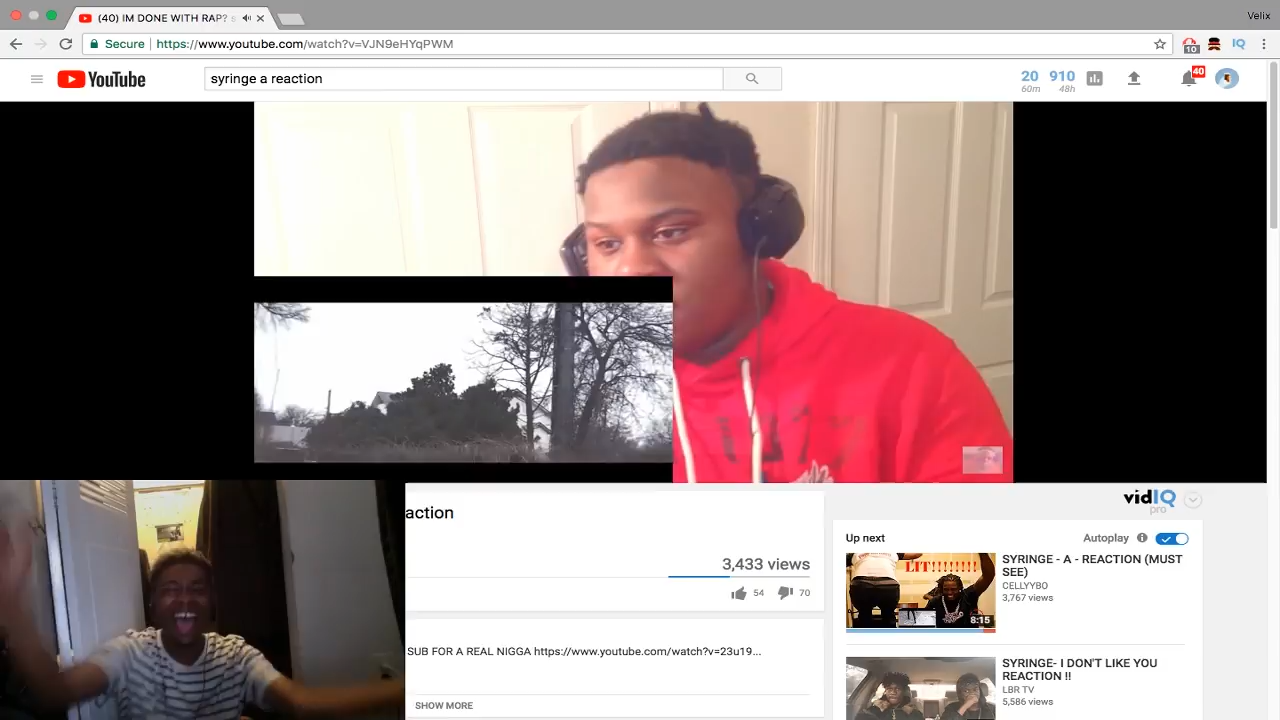 (40) IM DONE WITH RAP?
Velix
Secure
https://www.youtube.com/watch?v=VJN9eHYqPWM
10
IQ
YouTube
syringe a reaction
20 910
60m 48h
40
action
3,433 views
54 70
SUB FOR A REAL NIGGA https://www.youtube.com/watch?v=23u19...
SHOW MORE
vidIQ
pro
Up next
Autoplay
LIT!!!!!!!!
8:15
SYRINGE - A - REACTION (MUST
SEE)
CELLYYBO
3,767 views
SYRINGE- I DON'T LIKE YOU
REACTION !!
LBR TV
5,586 views